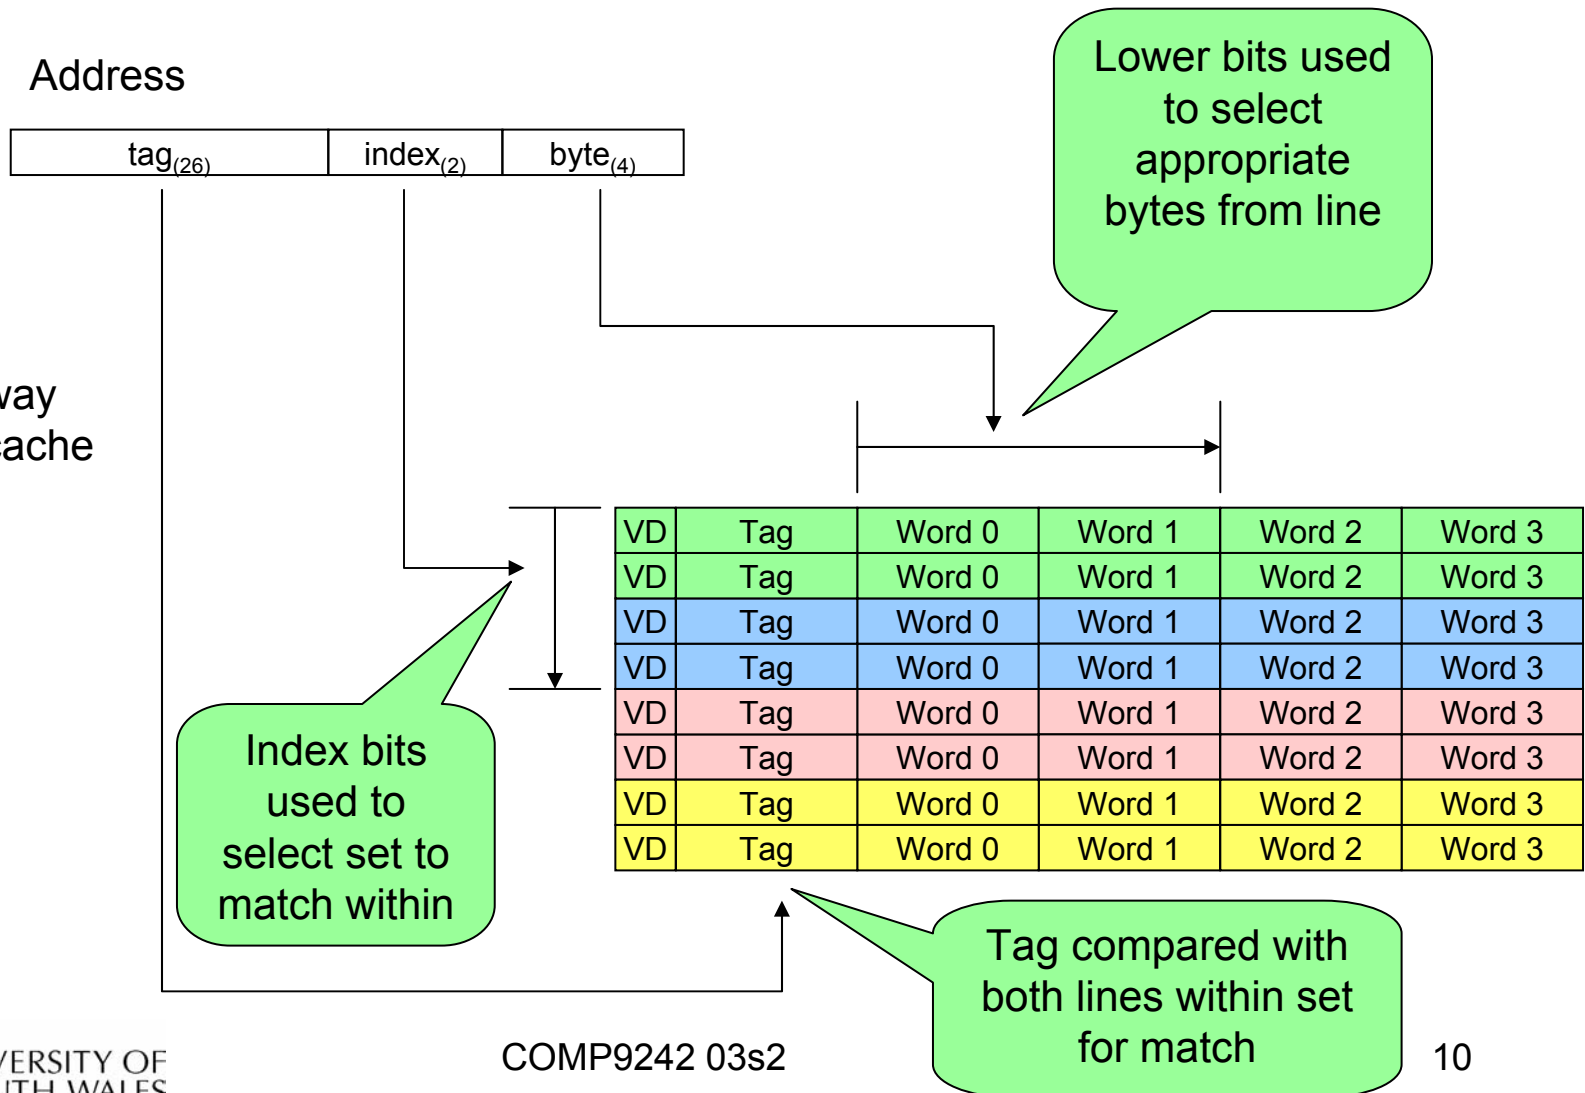 Address
tag(26) index(2) byte(4)
Lower bits used
to select
appropriate
bytes from line
way
cache
VD Tag Word 0 Word 1 Word 2 Word 3
VD Tag Word 0 Word 1 Word 2 Word 3
VD Tag Word 0 Word 1 Word 2 Word 3
VD Tag Word 0 Word 1 Word 2 Word 3
VD Tag Word 0 Word 1 Word 2 Word 3
VD Tag Word 0 Word 1 Word 2 Word 3
VD Tag Word 0 Word 1 Word 2 Word 3
VD Tag Word 0 Word 1 Word 2 Word 3
Index bits
used to
select set to
match within
Tag compared with
both lines within set
for match
VERSITY OF
UTH WALES
COMP9242 03s2
10